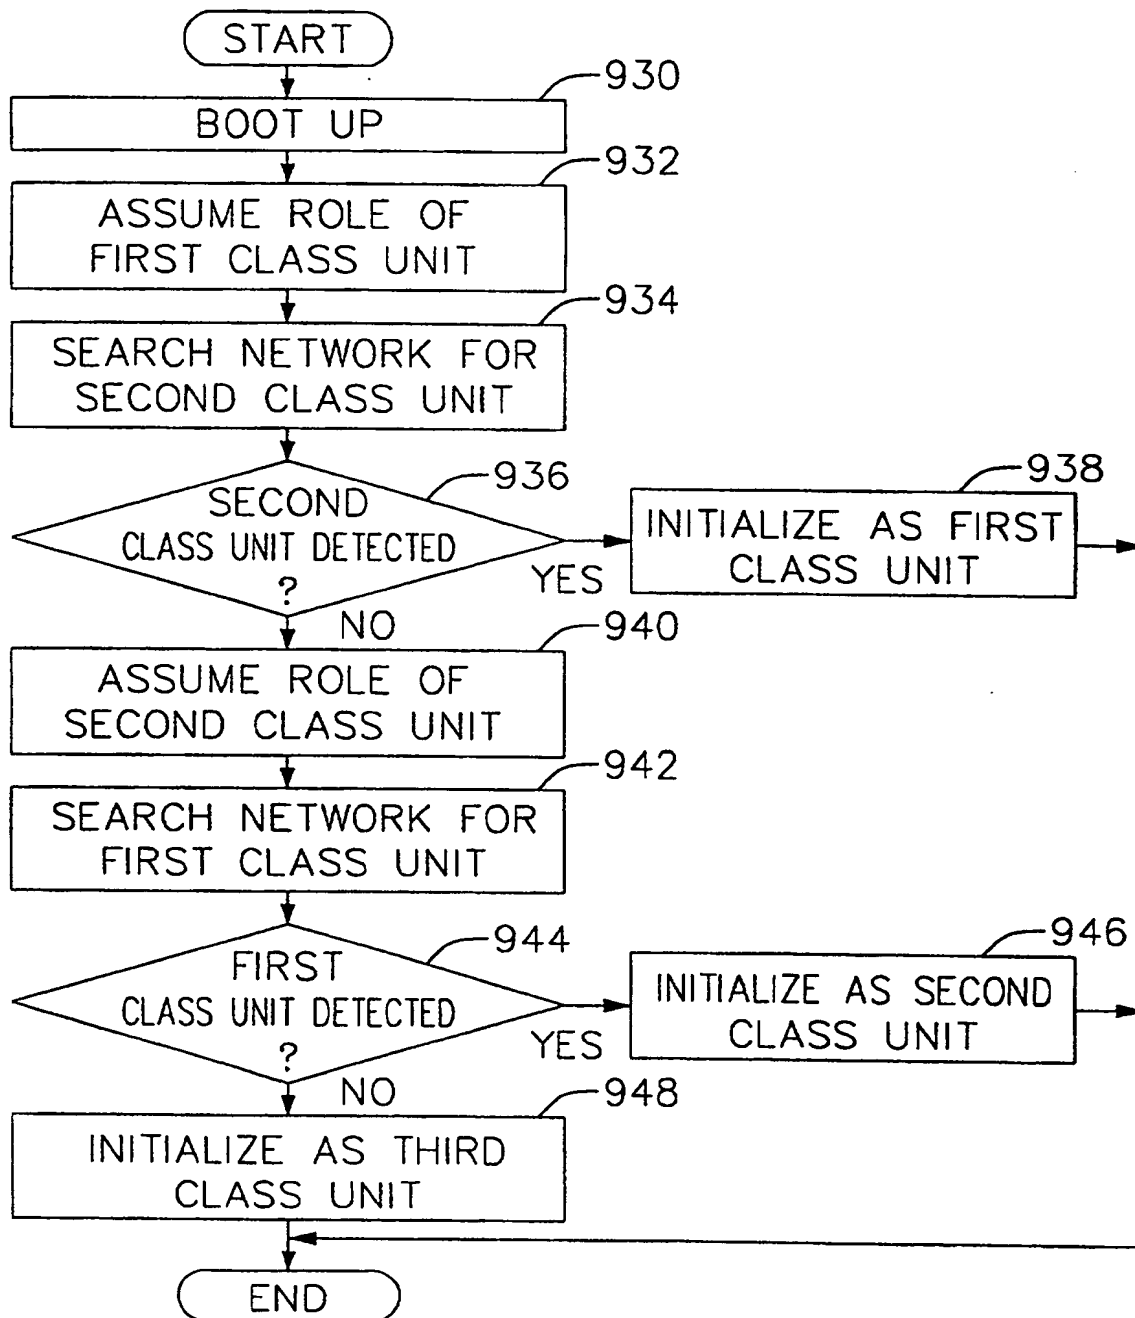 START
930
BOOT UP
932
ASSUME ROLE OF
FIRST CLASS UNIT
934
SEARCH NETWORK FOR
SECOND CLASS UNIT
936
SECOND
CLASS UNIT DETECTED
?
YES
NO
938
INITIALIZE AS FIRST
CLASS UNIT
940
ASSUME ROLE OF
SECOND CLASS UNIT
942
SEARCH NETWORK FOR
FIRST CLASS UNIT
944
FIRST
CLASS UNIT DETECTED
?
YES
NO
946
INITIALIZE AS SECOND
CLASS UNIT
948
INITIALIZE AS THIRD
CLASS UNIT
END